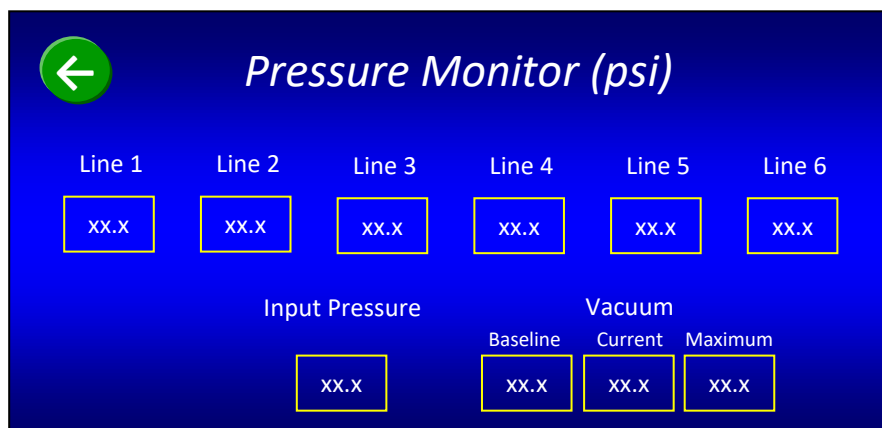 Pressure Monitor (psi)
Line 1 Line 2 Line 3 Line 4 Line 5 Line 6
xx.x xx.x xx.x xx.x xx.x xx.x
Input Pressure Vacuum
Baseline Current Maximum
xx.x xx.x xx.x xx.x